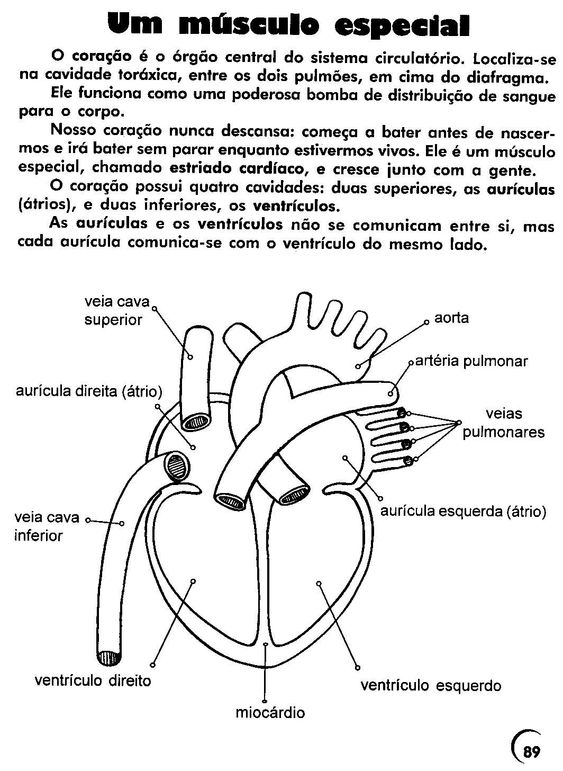 Um músculo especial
O coração é o órgão central do sistema circulatório. Localiza-se
na cavidade toráxica, entre os dois pulmões, em cima do diafragma.
Ele funciona como uma poderosa bomba de distribuição de sangue
para o corpo.
Nosso coração nunca descansa: começa a bater antes de nascer-
mos e irá bater sem parar enquanto estivermos vivos. Ele é um músculo
especial, chamado estriado cardíaco, e cresce junto com a gente.
O coração possui quatro cavidades: duas superiores, as aurículas
(átrios), e duas inferiores, os ventrículos.
As aurículas e os ventrículos não se comunicam entre si, mas
cada aurícula comunica-se com o ventrículo do mesmo lado.
veia cava
superior
aorta
artéria pulmonar
aurícula direita (átrio)
veias
pulmonares
aurícula esquerda (átrio)
veia cava
inferior
ventrículo direito
ventrículo esquerdo
miocárdio
89